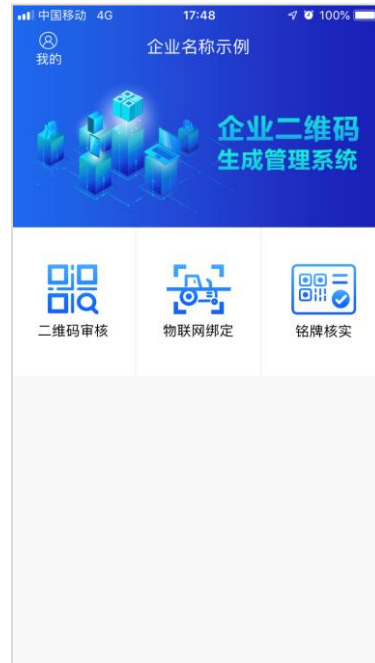 中国移动 4G 17:48 100%
我的
企业名称示例
企业二维码
生成管理系统
二维码审核 物联网绑定 铭牌核实